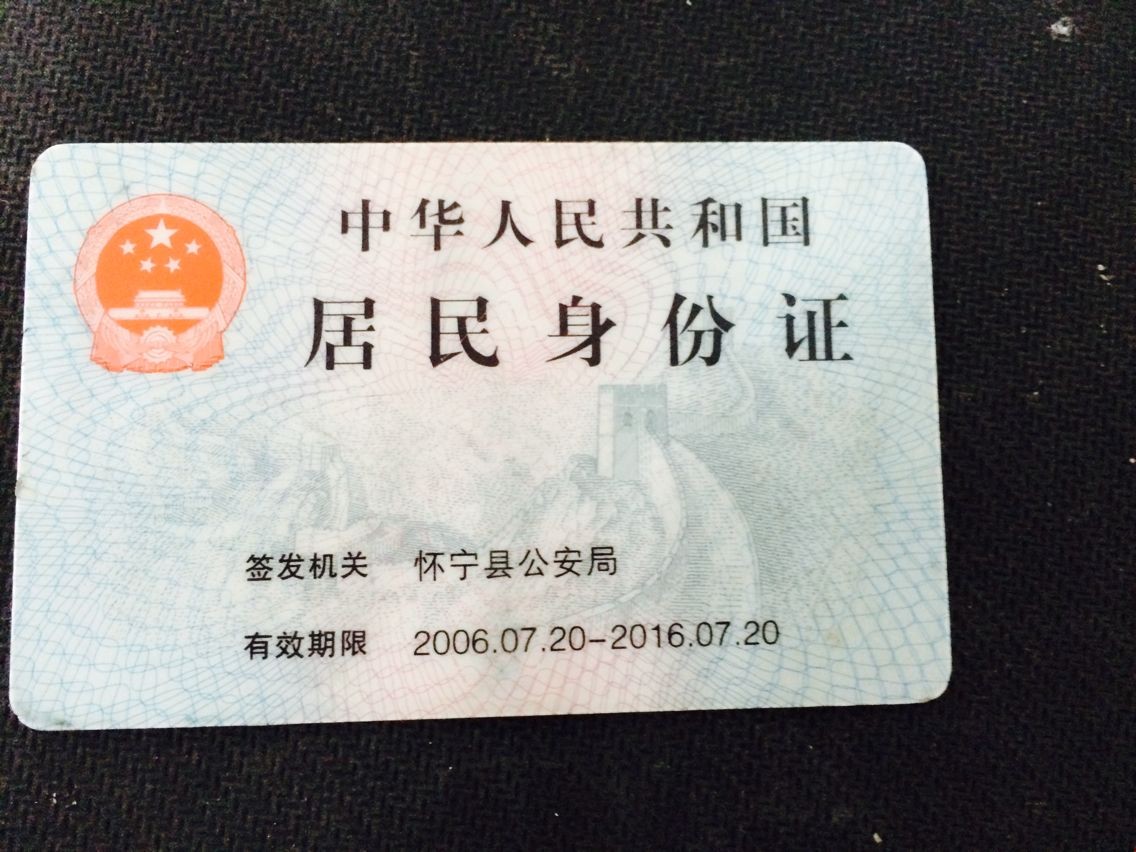 中华人民共和国
居民身份证
签发机关 怀宁县公安局
有效期限 2006.07.20-2016.07.20